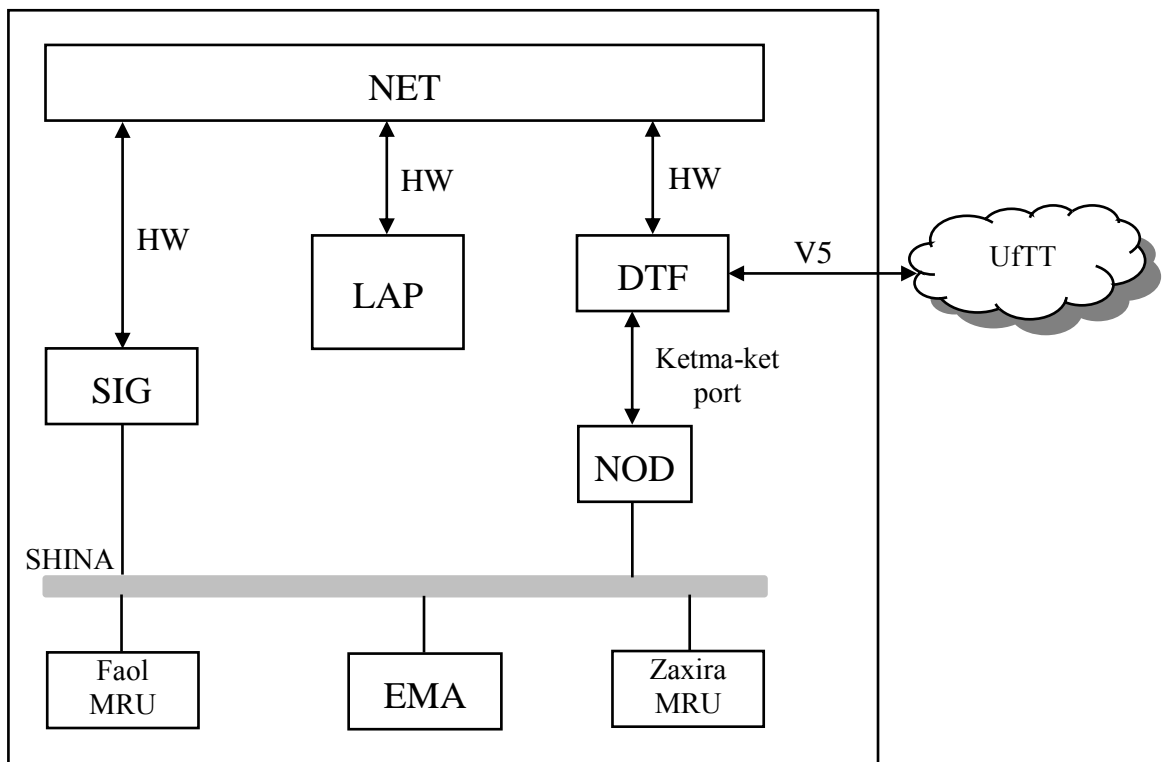 NET
HW
HW
HW
LAP
DTF
V5
UfTT
SIG
Ketma-ket
port
NOD
SHINA
Faol
MRU
EMA
Zaxira
MRU